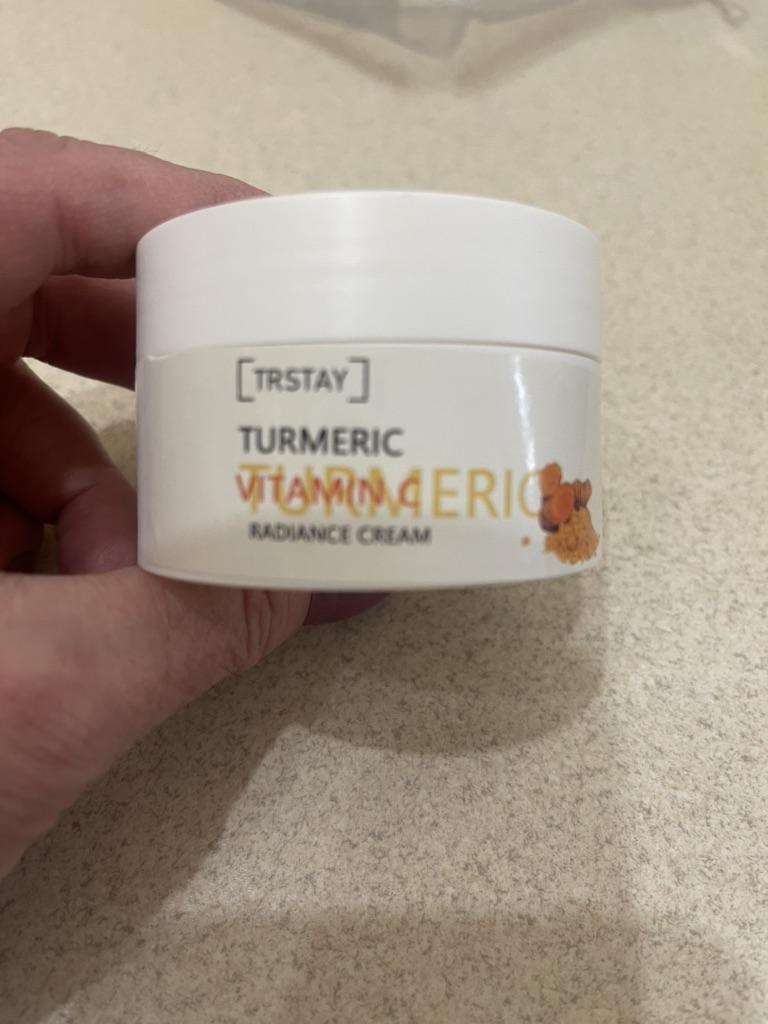 [TRSTAY]
TURMERIC
TURMERIC
VITAMIN C
RADIANCE CREAM